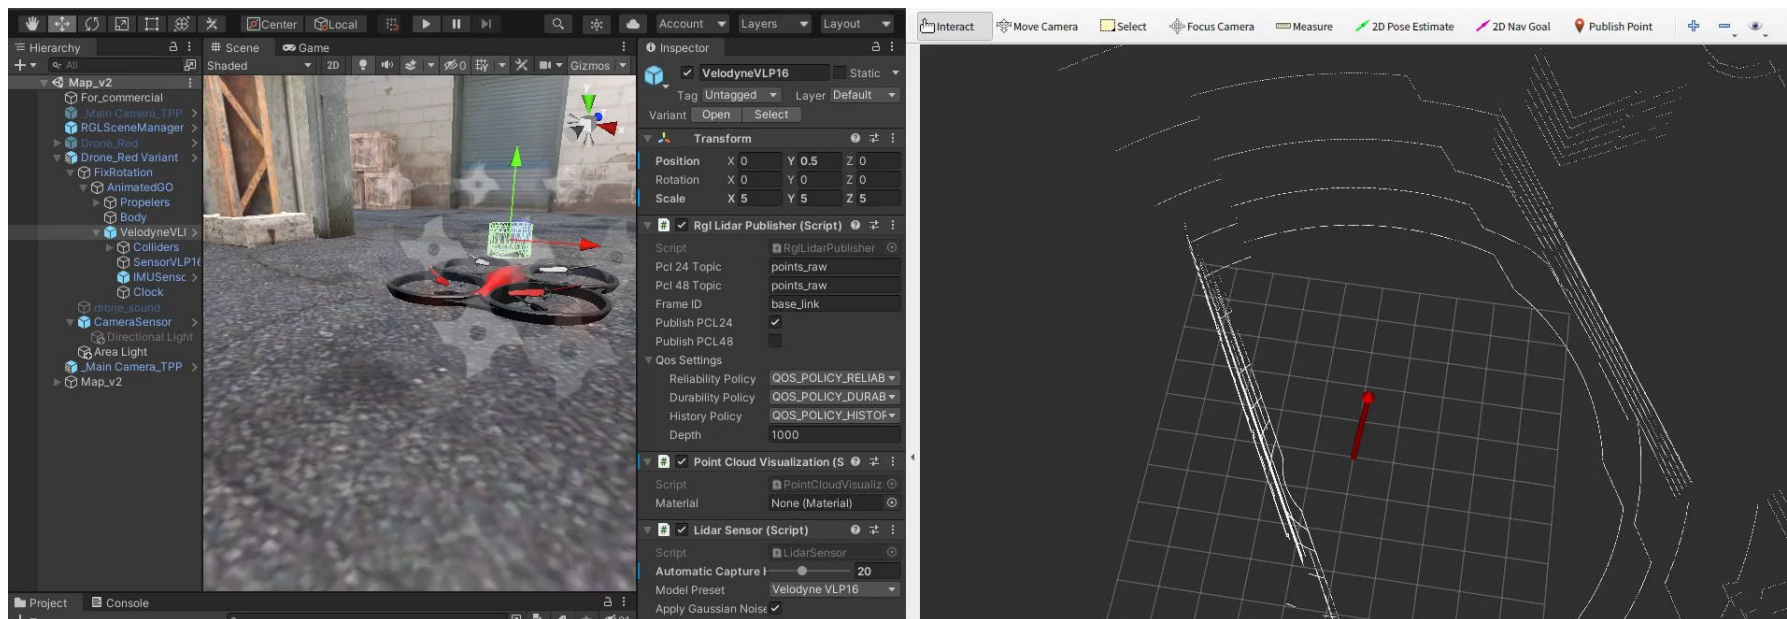 Center Local
Account Layers Layout
Interact Move Camera Select Focus Camera Measure 2D Pose Estimate 2D Nav Goal Publish Point
Hierarchy
All
Map_v2
For_commercial
_Main Camera_TPP
RGLSceneManager
Drone_Red
Drone_Red Variant
FixRotation
AnimatedGO
Propelers
Body
VelodyneVLI
Colliders
SensorVLP16
IMUSensc
Clock
drone_sound
CameraSensor
Directional Light
Area Light
_Main Camera_TPP
Map_v2
Scene Game
Shaded 2D 0 Gizmos
y
x
Persp
Inspector
VelodyneVLP16 Static
Tag Untagged Layer Default
Variant Open Select
Transform
Position X 0 Y 0.5 Z 0
Rotation X 0 Y 0 Z 0
Scale X 5 Y 5 Z 5
Rgl Lidar Publisher (Script)
Script RglLidarPublisher
Pcl 24 Topic points_raw
Pcl 48 Topic points_raw
Frame ID base_link
Publish PCL24
Publish PCL48
Qos Settings
Reliability Policy QOS_POLICY_RELIAB
Durability Policy QOS_POLICY_DURAB
History Policy QOS_POLICY_HISTOF
Depth 1000
Point Cloud Visualization (S
Script PointCloudVisualiz
Material None (Material)
Lidar Sensor (Script)
Script LidarSensor
Automatic Capture H 20
Model Preset Velodyne VLP16
Apply Gaussian Noise
Project Console